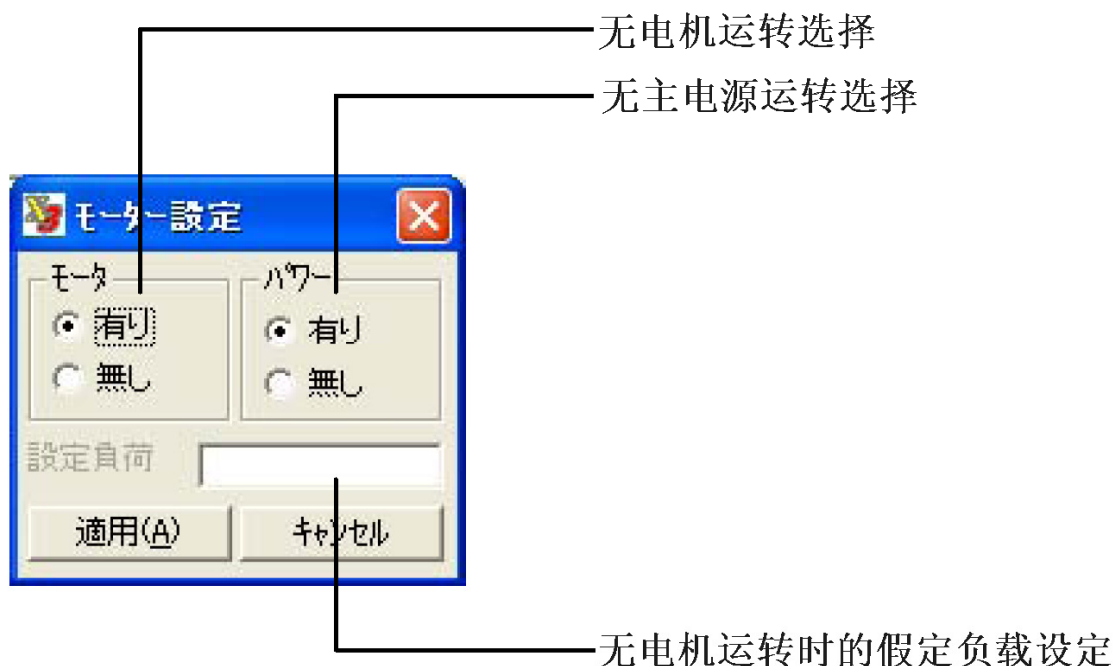 无电机运转选择
无主电源运转选择
モーター設定
モータ
パワー
有り
有り
無し
無し
設定負荷
適用(A)
キャンセル
无电机运转时的假定负载设定